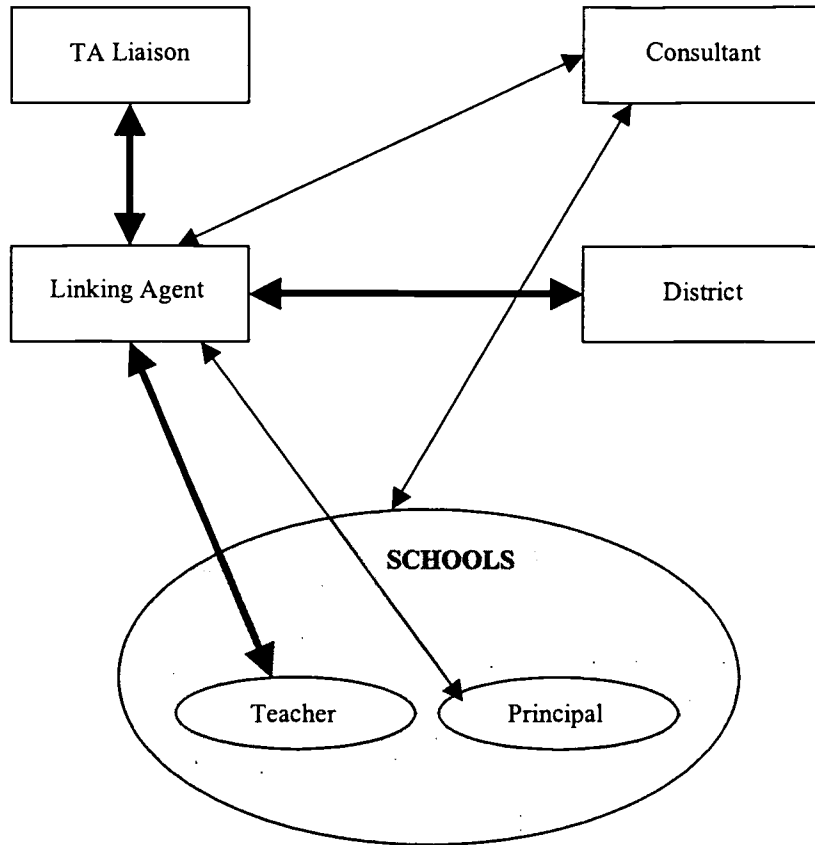 TA Liaison
Consultant
Linking Agent
District
SCHOOLS
Teacher
Principal